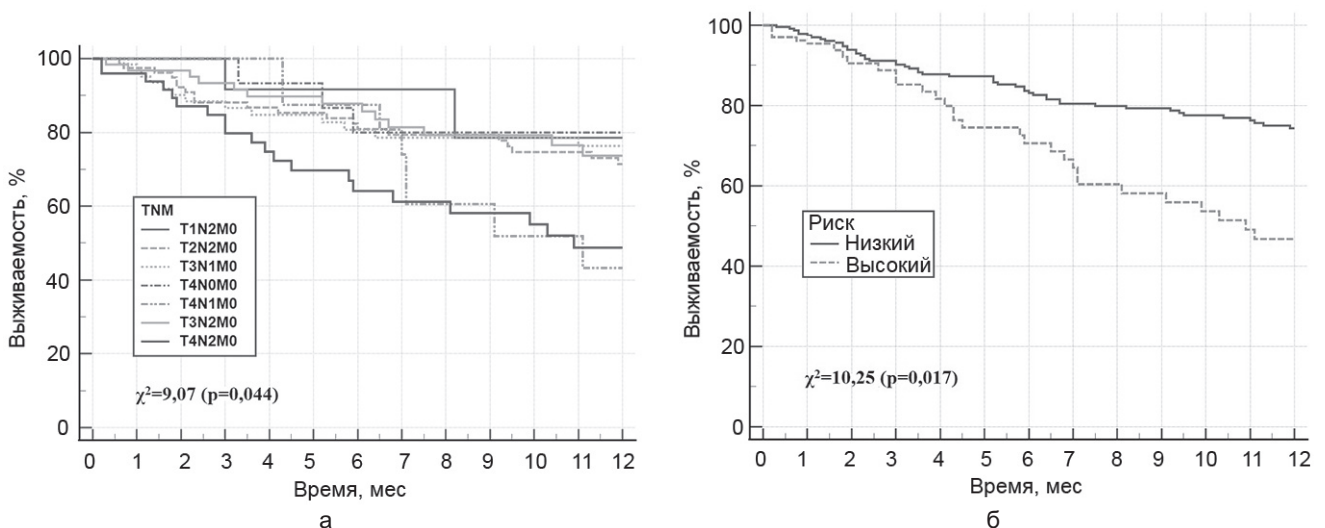 100
80
60
40
20
0
Выживаемость, %
TNM
T1N2M0
T2N2M0
T3N1M0
T4N0M0
T4N1M0
T3N2M0
T4N2M0
χ²=9,07 (p=0,044)
0 1 2 3 4 5 6 7 8 9 10 11 12
Время, мес
а
100
80
60
40
20
0
Выживаемость, %
Риск
Низкий
Высокий
χ²=10,25 (p=0,017)
0 1 2 3 4 5 6 7 8 9 10 11 12
Время, мес
б